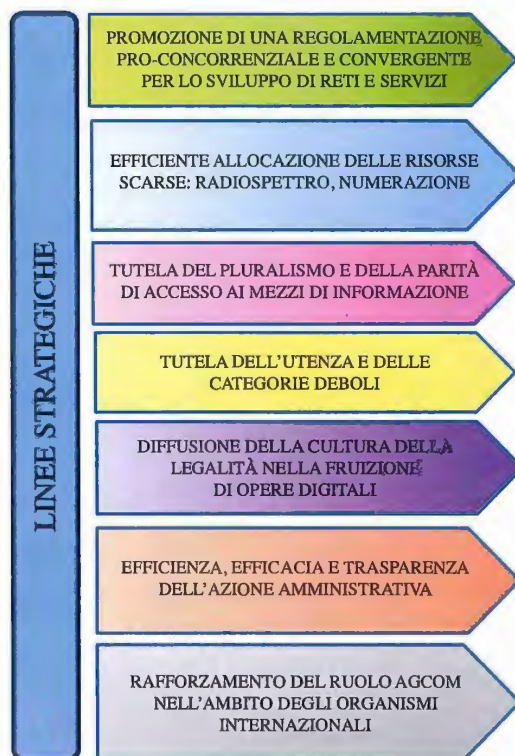 LINEE STRATEGICHE
PROMOZIONE DI UNA REGOLAMENTAZIONE
PRO-CONCORRENZIALE E CONVERGENTE
PER LO SVILUPPO DI RETI E SERVIZI
EFFICIENTE ALLOCAZIONE DELLE RISORSE
SCARSE: RADIOSPETTRO, NUMERAZIONE
TUTELA DEL PLURALISMO E DELLA PARITÀ
DI ACCESSO AI MEZZI DI INFORMAZIONE
TUTELA DELL'UTENZA E DELLE
CATEGORIE DEBOLI
DIFFUSIONE DELLA CULTURA DELLA
LEGALITÀ NELLA FRUIZIONE
DI OPERE DIGITALI
EFFICIENZA, EFFICACIA E TRASPARENZA
DELL'AZIONE AMMINISTRATIVA
RAFFORZAMENTO DEL RUOLO AGCOM
NELL'AMBITO DEGLI ORGANISMI
INTERNAZIONALI